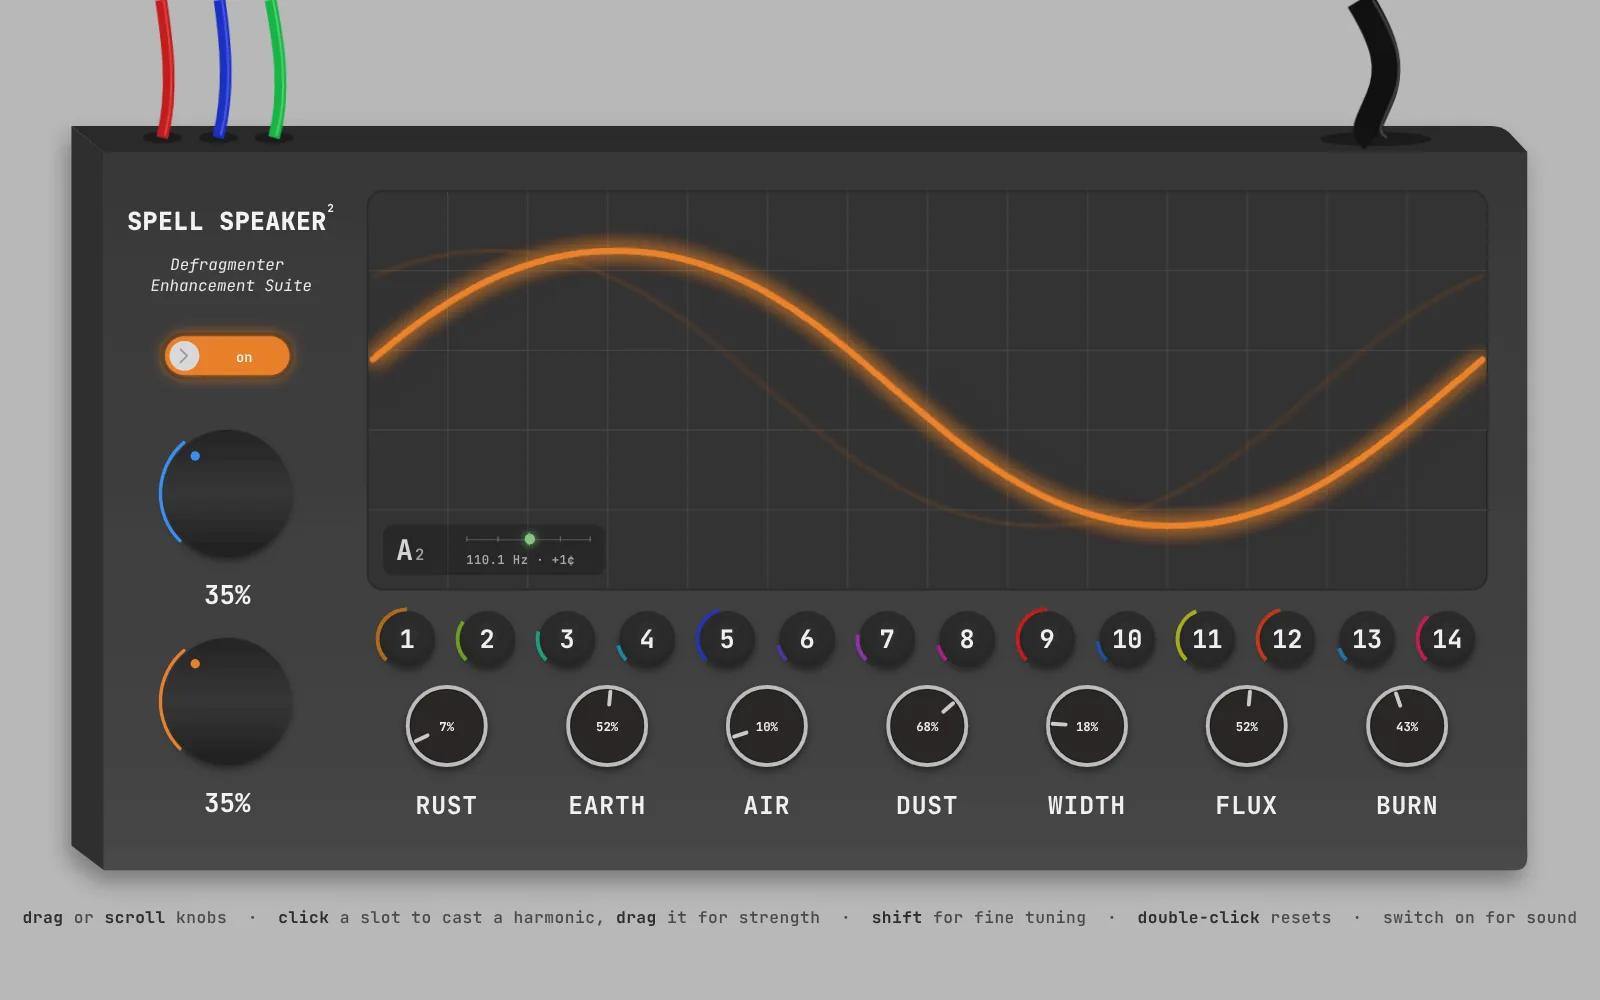 SPELL SPEAKER²
Defragmenter
Enhancement Suite
on
35%
35%
A2
110.1 Hz · +1¢
1 2 3 4 5 6 7 8 9 10 11 12 13 14
7% 52% 10% 68% 18% 52% 43%
RUST EARTH AIR DUST WIDTH FLUX BURN
drag or scroll knobs · click a slot to cast a harmonic, drag it for strength · shift for fine tuning · double-click resets · switch on for sound